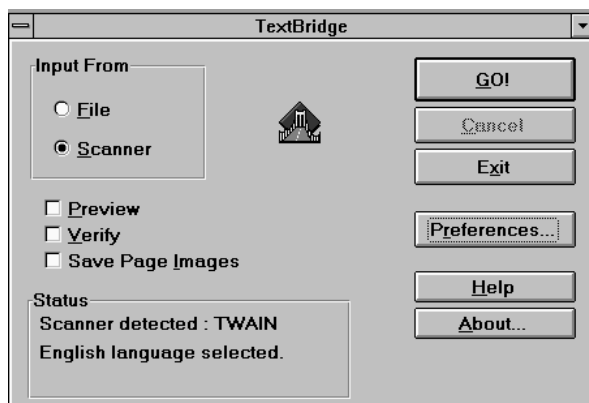 TextBridge
Input From
File
Scanner
Preview
Verify
Save Page Images
Status
Scanner detected : TWAIN
English language selected.
GO!
Cancel
Exit
Preferences...
Help
About...